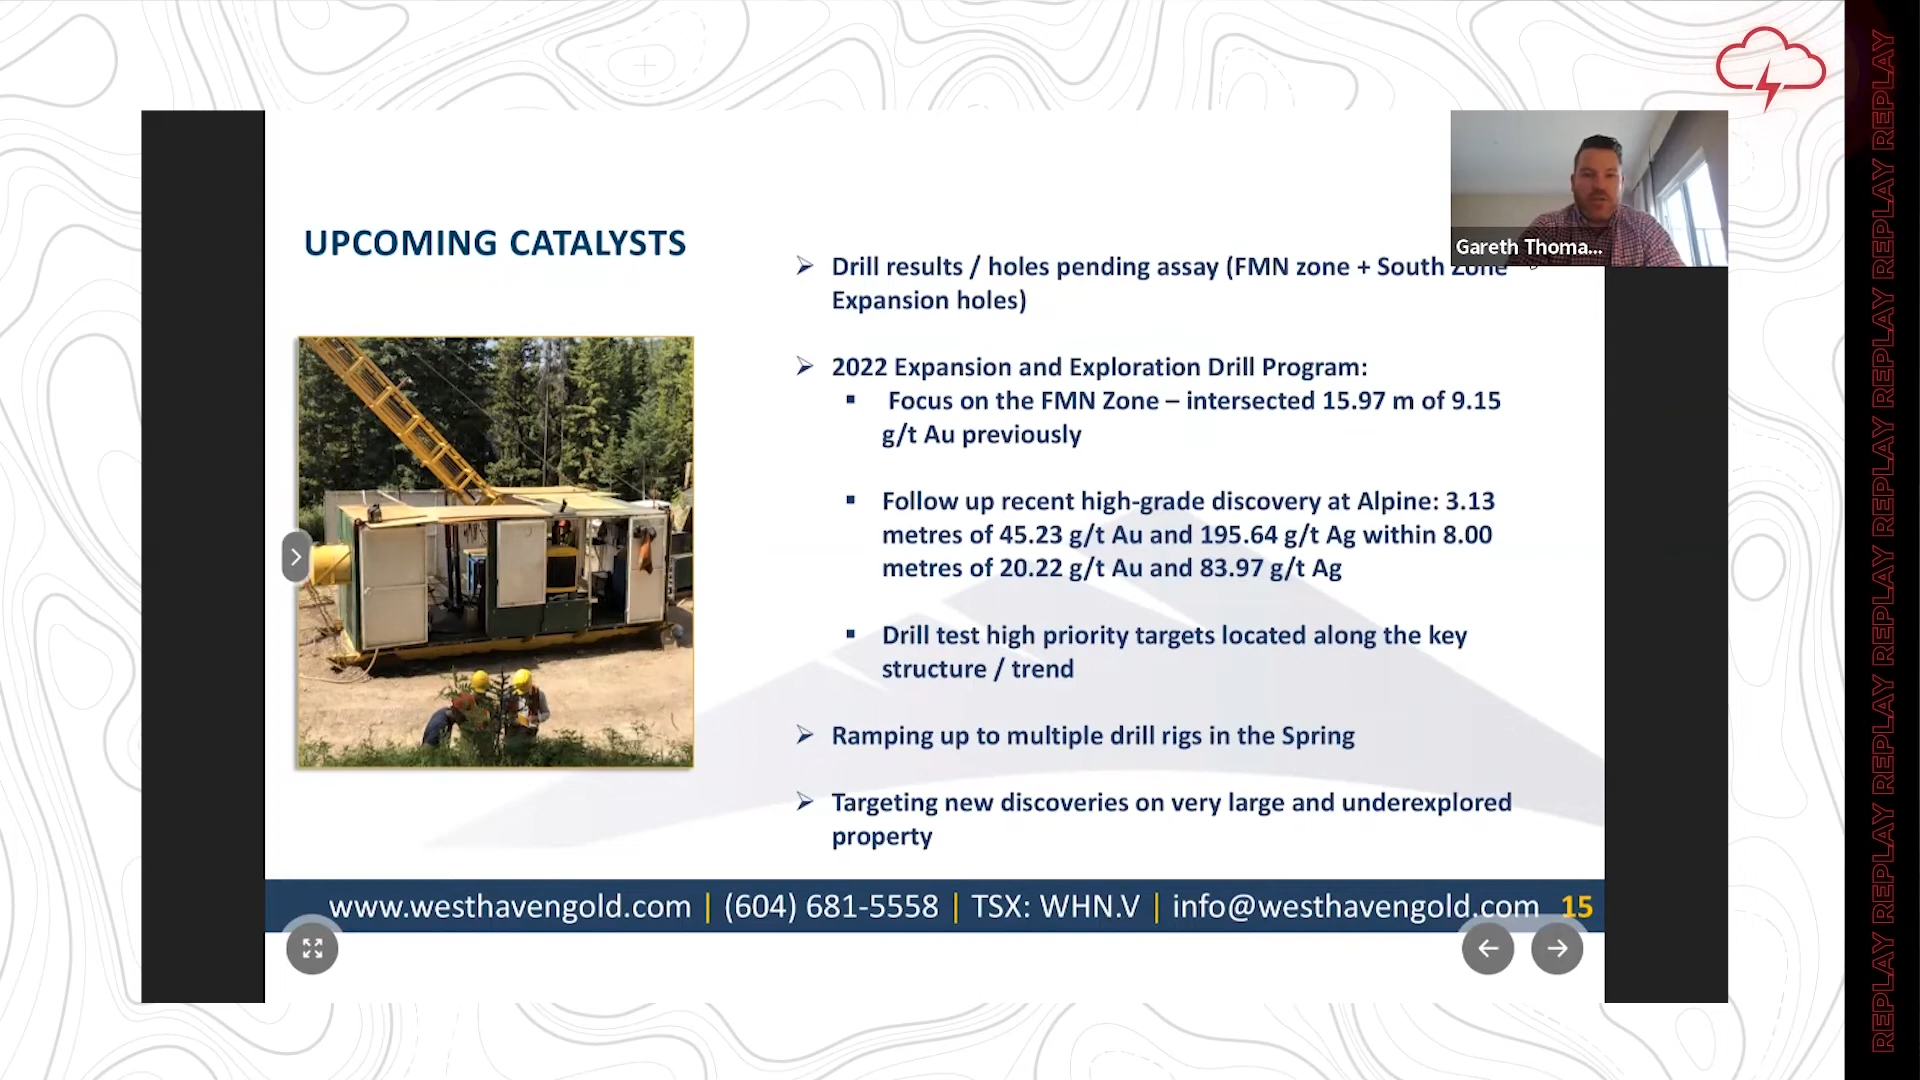 UPCOMING CATALYSTS
Gareth Thoma...
➢ Drill results / holes pending assay (FMN zone + South Zone
Expansion holes)
➢ 2022 Expansion and Exploration Drill Program:
▪ Focus on the FMN Zone – intersected 15.97 m of 9.15
g/t Au previously
▪ Follow up recent high-grade discovery at Alpine: 3.13
metres of 45.23 g/t Au and 195.64 g/t Ag within 8.00
metres of 20.22 g/t Au and 83.97 g/t Ag
▪ Drill test high priority targets located along the key
structure / trend
➢ Ramping up to multiple drill rigs in the Spring
➢ Targeting new discoveries on very large and underexplored
property
www.westhavengold.com | (604) 681-5558 | TSX: WHN.V | info@westhavengold.com 15
REPLAY REPLAY REPLAY REPLAY REPLAY REPLAY REPLAY REPLAY